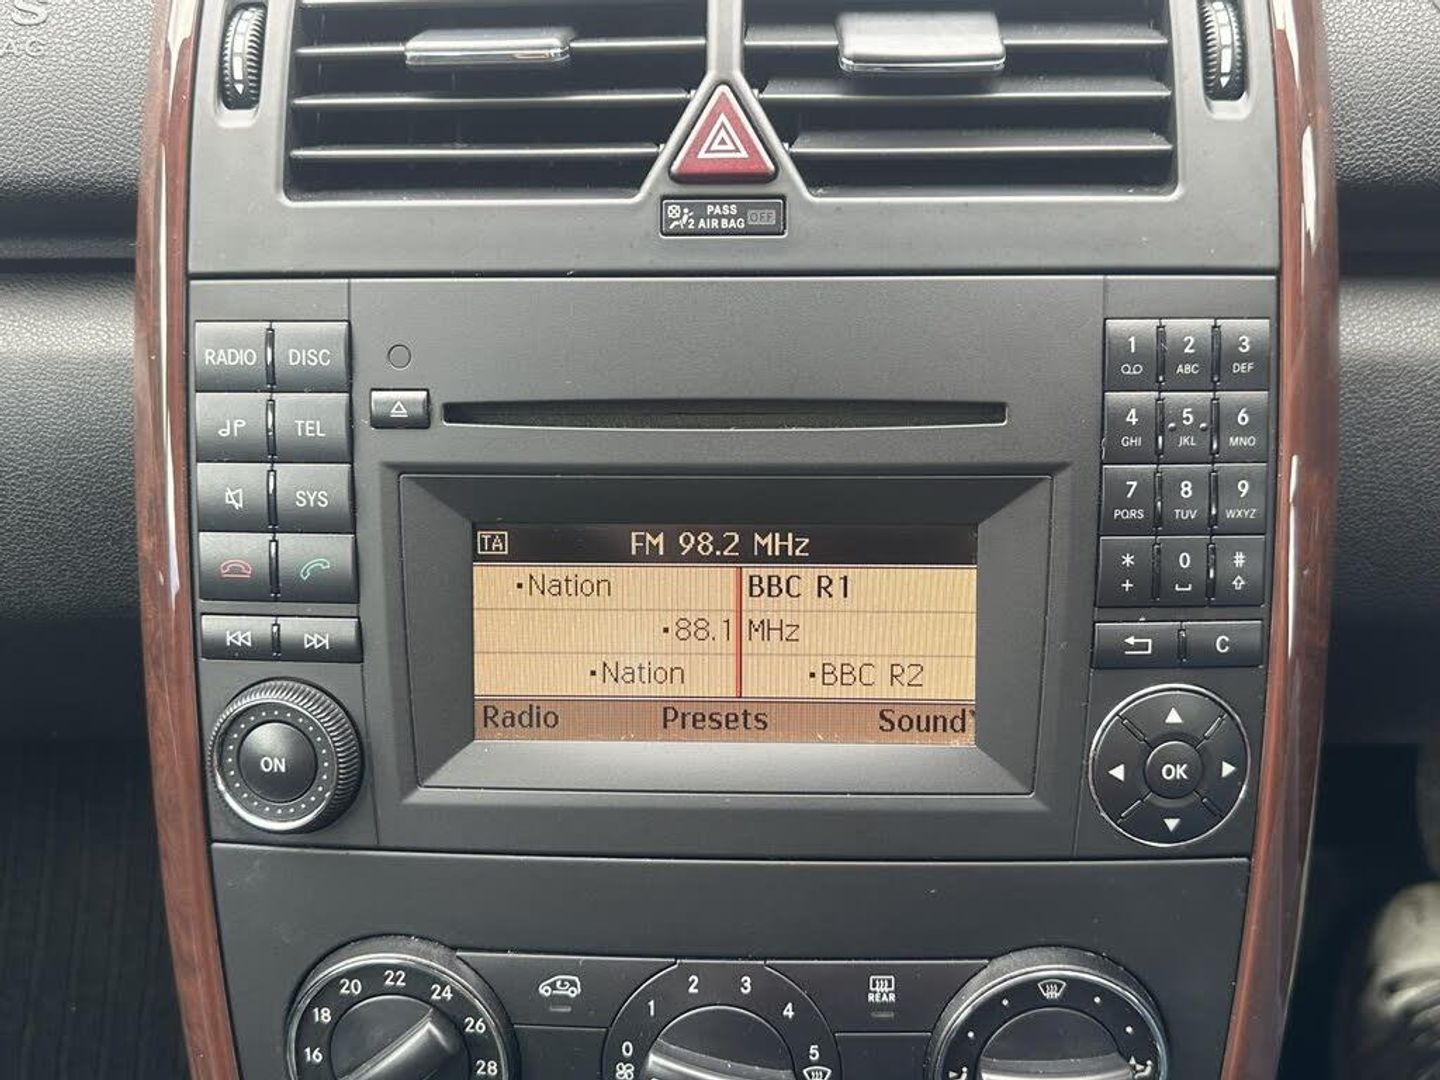 S
AC
PASS
2 AIR BAG OFF
RADIO DISC
TEL
SYS
ON
TA FM 98.2 MHz
•Nation BBC R1
•88.1 MHz
•Nation •BBC R2
Radio Presets Sound
1 2 ABC 3 DEF
4 GHI 5 JKL 6 MNO
7 PQRS 8 TUV 9 WXYZ
* + 0 #
C
OK
16 18 20 22 24 26 28
0 1 2 3 4 5
REAR